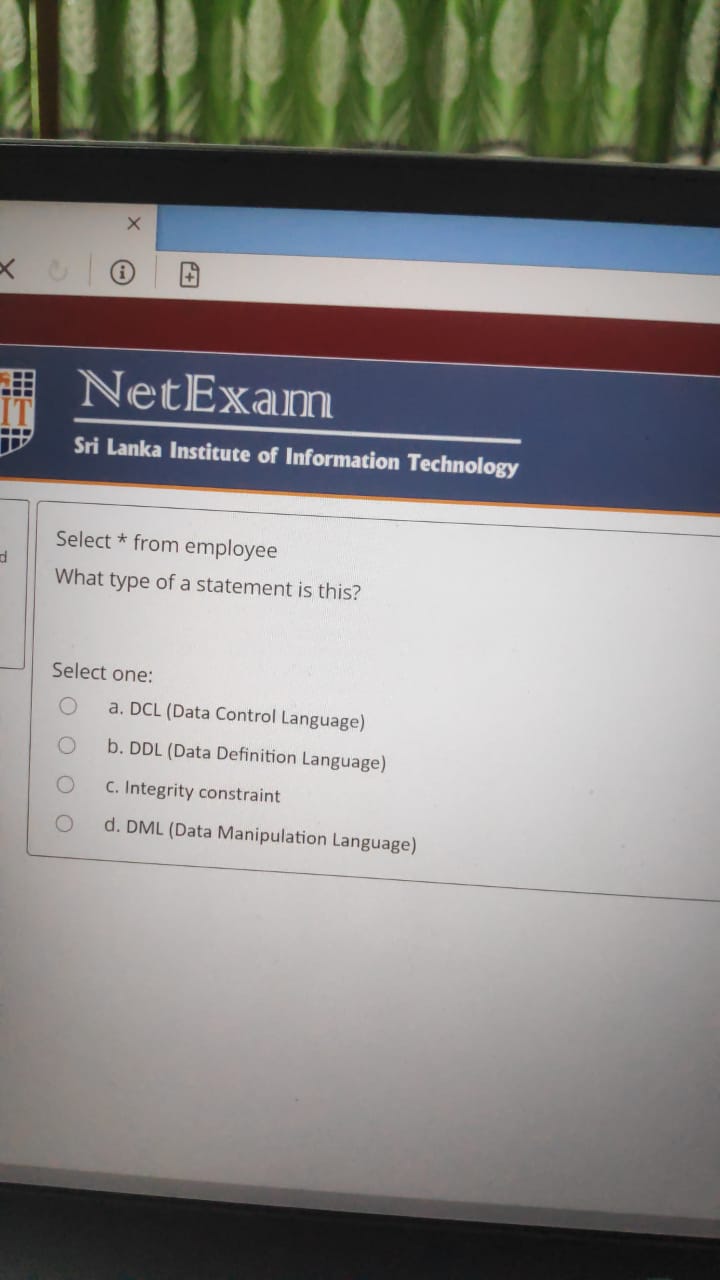 NetExam
IT
Sri Lanka Institute of Information Technology
d
Select * from employee
What type of a statement is this?
Select one:
a. DCL (Data Control Language)
b. DDL (Data Definition Language)
c. Integrity constraint
d. DML (Data Manipulation Language)